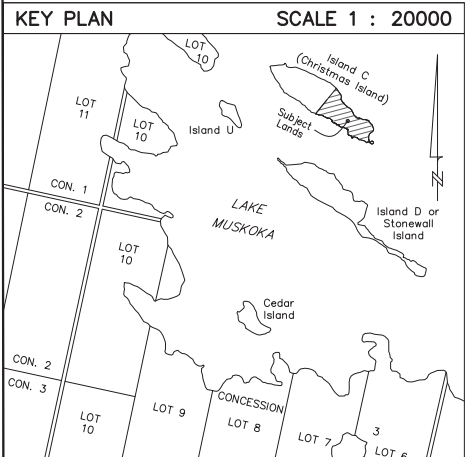 KEY PLAN
SCALE 1 : 20000
LOT
10
Island C
(Christmas Island)
LOT
11
LOT
10
Island U
Subject
Lands
CON. 1
CON. 2
LAKE
MUSKOKA
Island D or
Stonewall
Island
N
LOT
10
Cedar
Island
CON. 2
CON. 3
LOT
10
LOT 9
CONCESSION
LOT 8
LOT 7
3
LOT 6